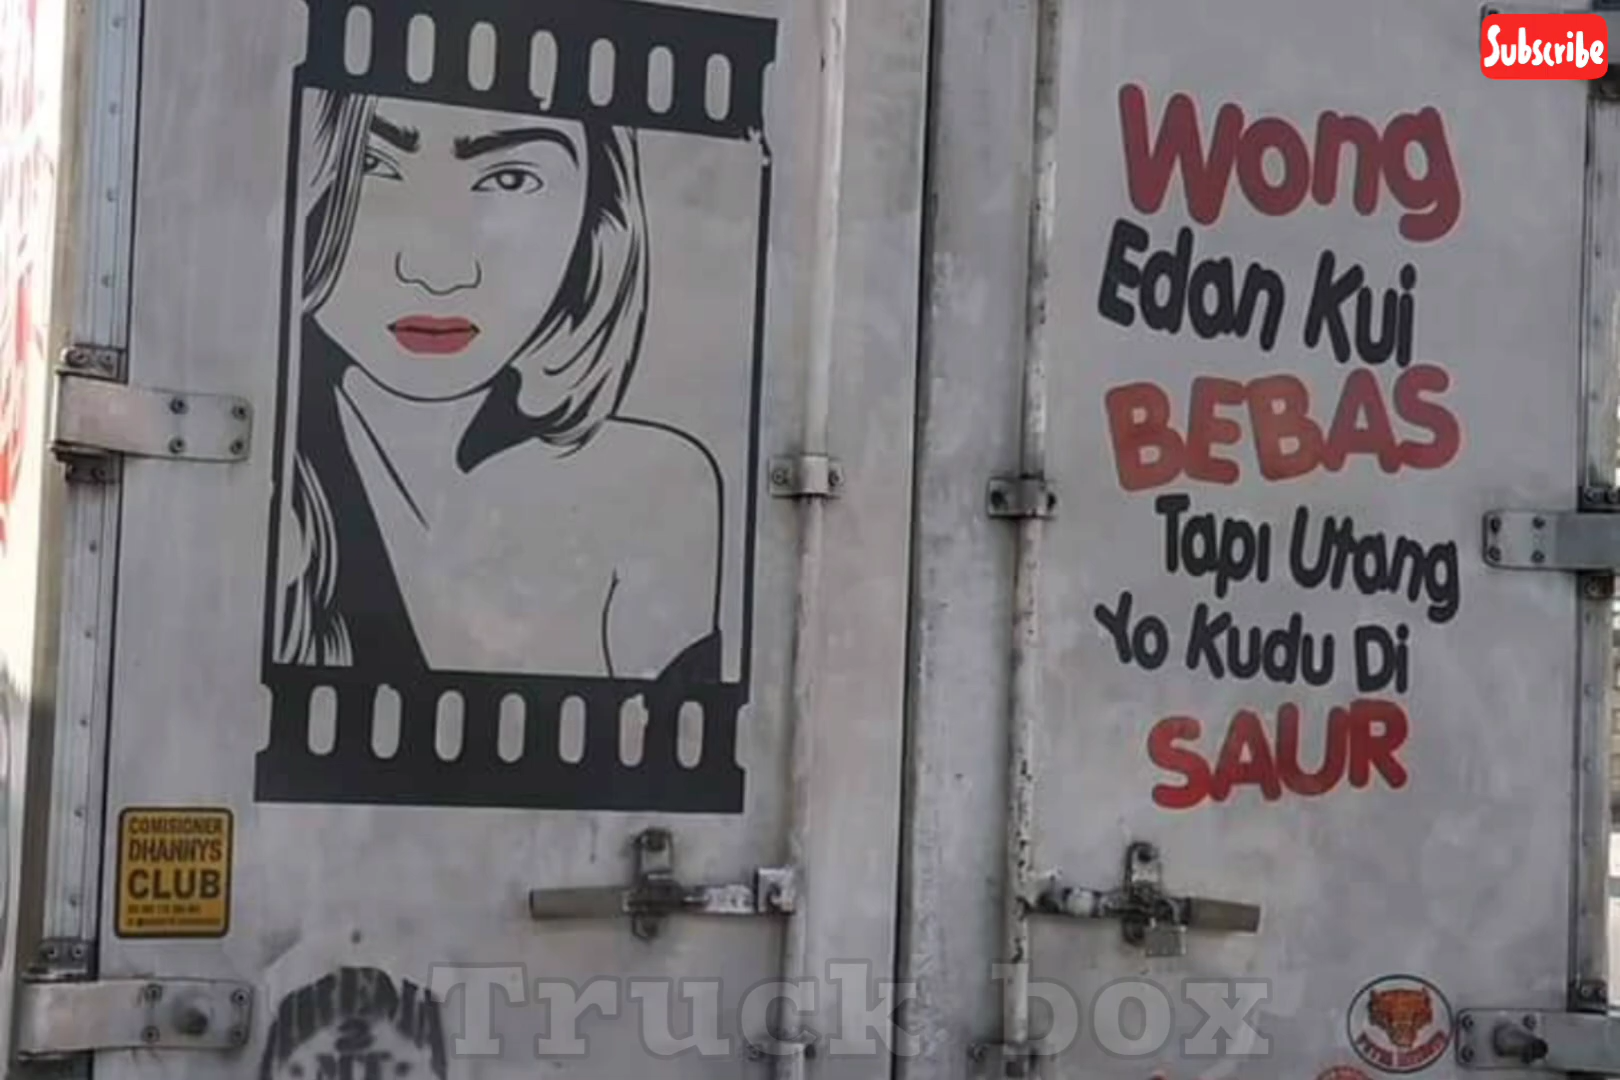 Subscribe
Wong
Edan Kui
BEBAS
Tapi Utang
Yo Kudu Di
SAUR
COMISIONER
DHANNYS
CLUB
Truck box